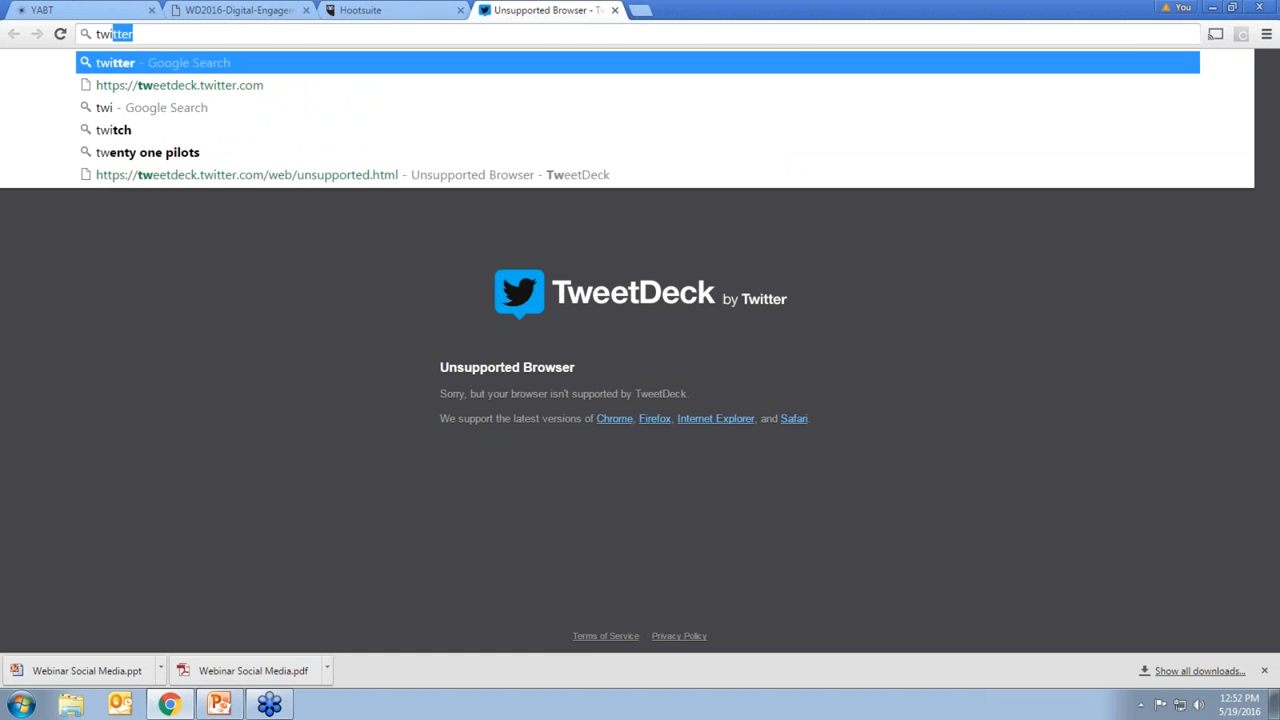 YABT
WD2016-Digital-Engagem
Hootsuite
Unsupported Browser - Tw
You
twitter
twitter - Google Search
https://tweetdeck.twitter.com
twi - Google Search
twitch
twenty one pilots
https://tweetdeck.twitter.com/web/unsupported.html - Unsupported Browser - TweetDeck
TweetDeck by Twitter
Unsupported Browser
Sorry, but your browser isn't supported by TweetDeck.
We support the latest versions of Chrome, Firefox, Internet Explorer, and Safari.
Terms of Service Privacy Policy
Webinar Social Media.ppt
Webinar Social Media.pdf
Show all downloads...
12:52 PM
5/19/2016